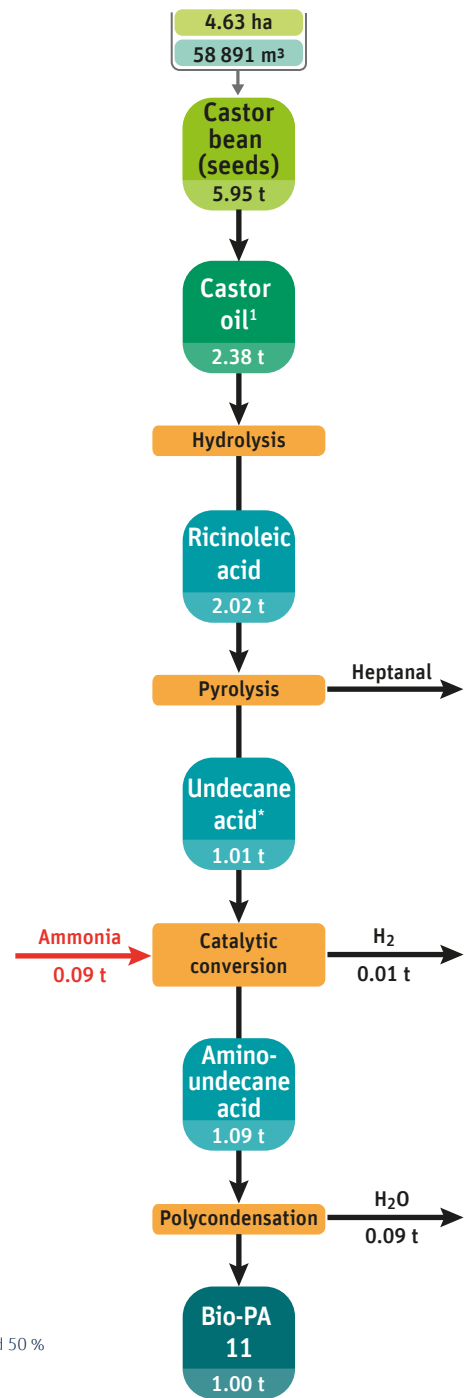 4.63 ha
58 891 m³
Castor
bean
(seeds)
5.95 t
Castor
oil¹
2.38 t
Hydrolysis
Ricinoleic
acid
2.02 t
Pyrolysis
Heptanal
Undecane
acid*
1.01 t
Ammonia
0.09 t
Catalytic
conversion
H₂
0.01 t
Amino-
undecane
acid
1.09 t
Polycondensation
H₂O
0.09 t
Bio-PA
11
1.00 t
50 %